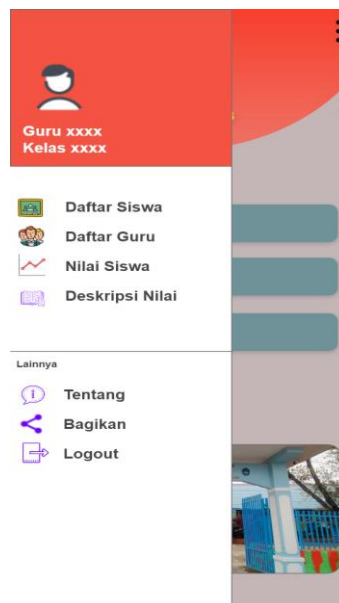 Guru xxxx
Kelas xxxx
Daftar Siswa
Daftar Guru
Nilai Siswa
Deskripsi Nilai
Lainnya
Tentang
Bagikan
Logout